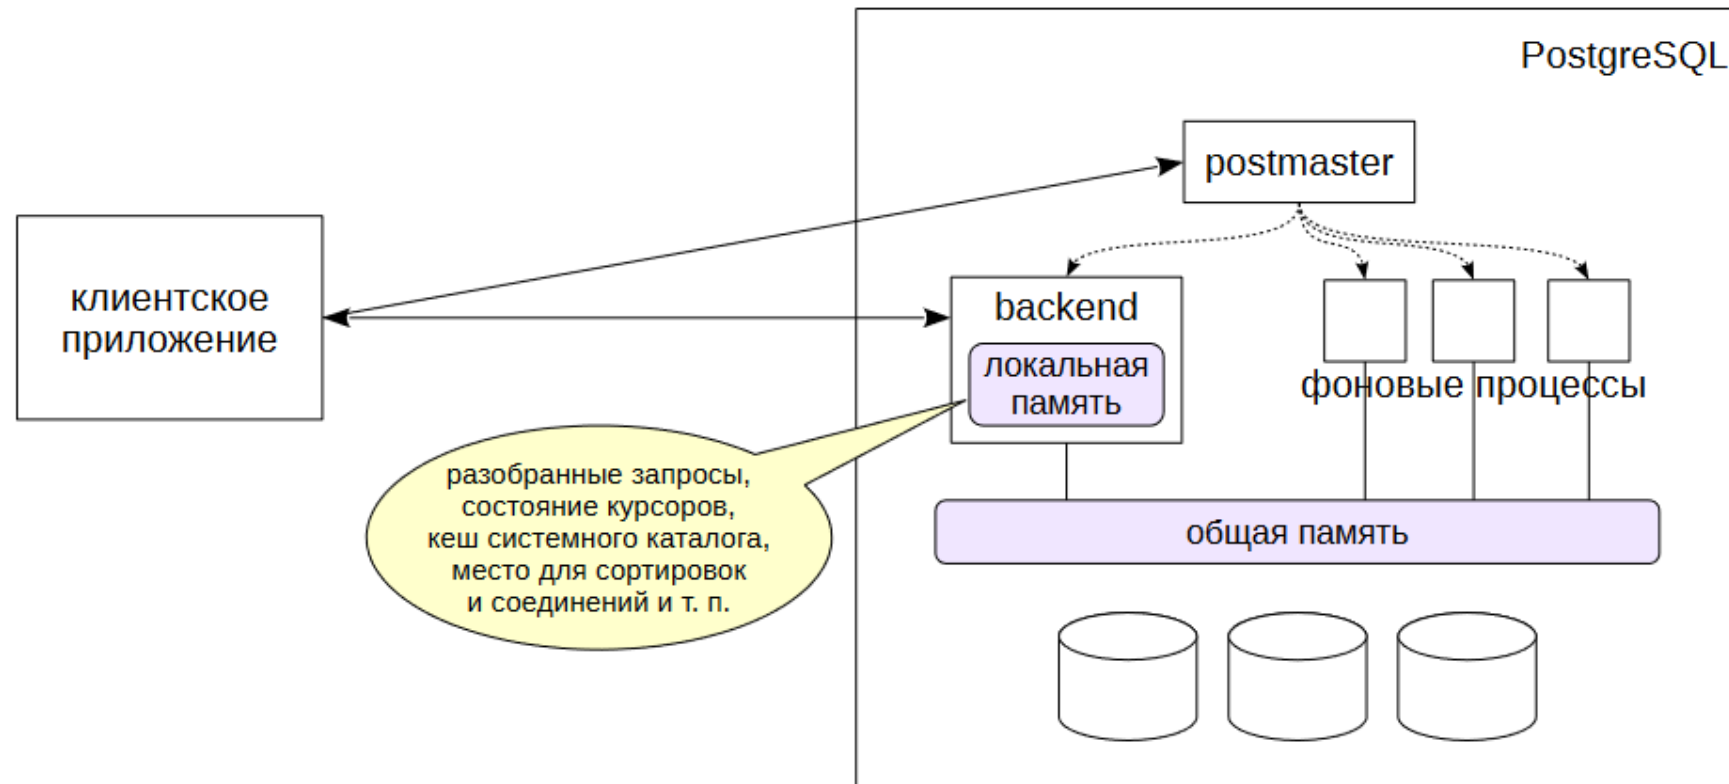 PostgreSQL
postmaster
клиентское
приложение
backend
локальная
память
фоновые процессы
разобранные запросы,
состояние курсоров,
кеш системного каталога,
место для сортировок
и соединений и т. п.
общая память